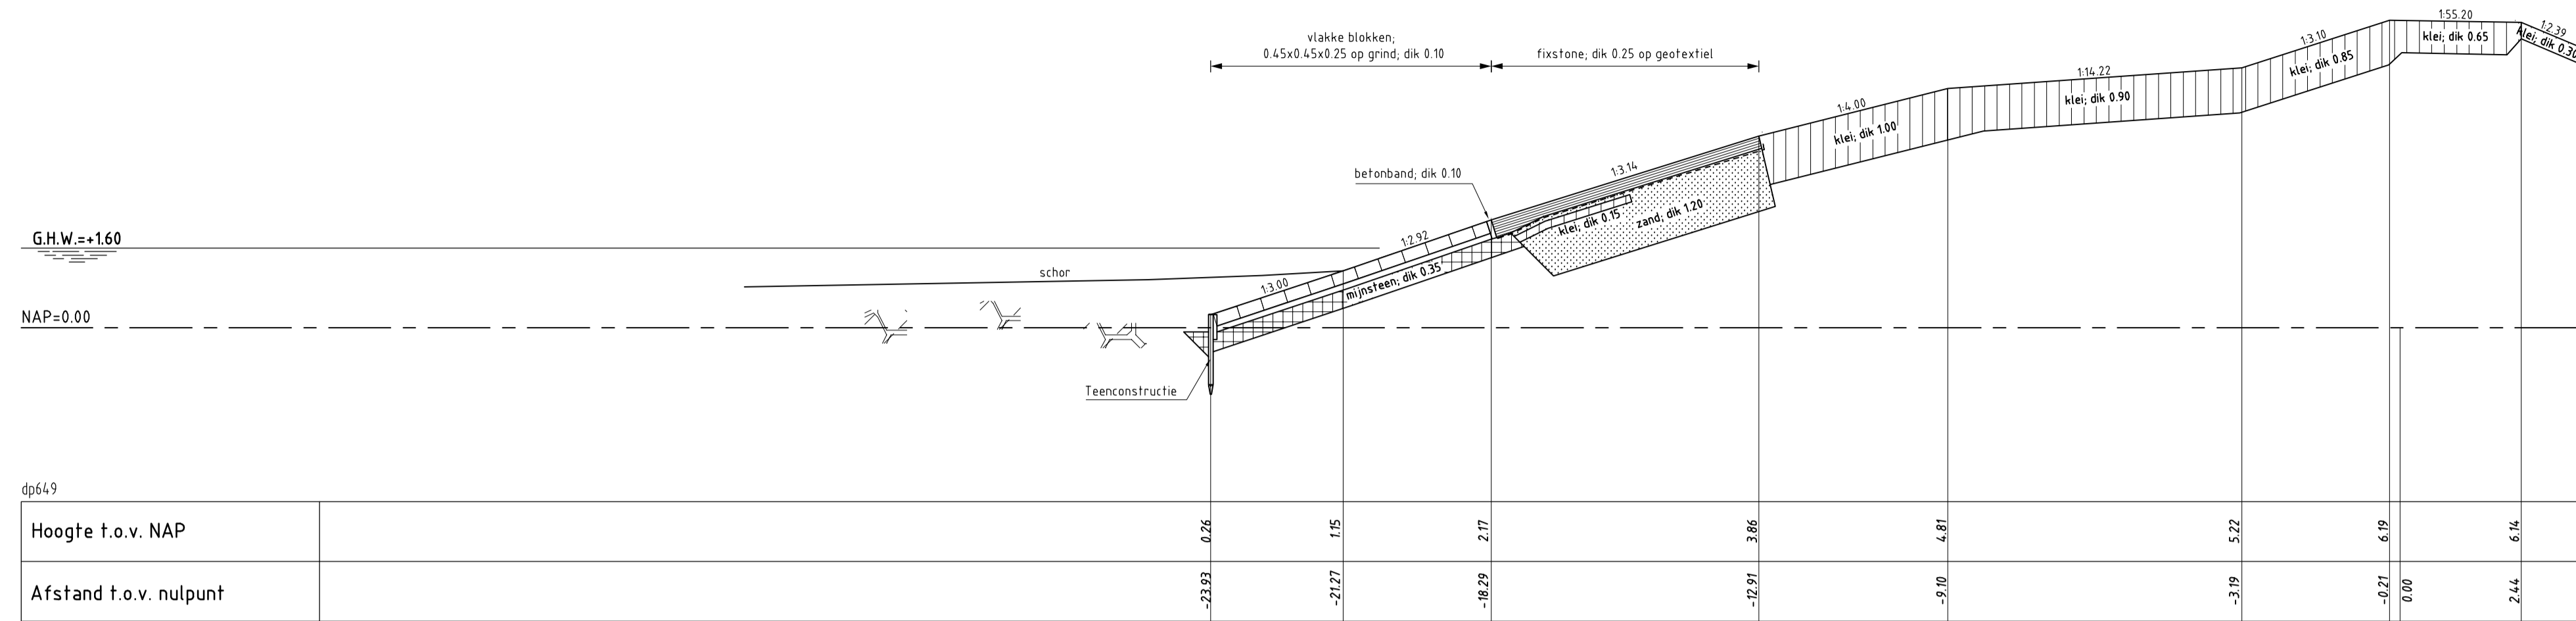 1:55.20
1:2.39
klei; dik 0.65
klei; dik 0.30
vlakke blokken;
0.45x0.45x0.25 op grind; dik 0.10
fixstone; dik 0.25 op geotextiel
1:3.10
klei; dik 0.85
1:14.22
klei; dik 0.90
1:4.00
klei; dik 1.00
betonband; dik 0.10
1:3.14
klei; dik 0.15
zand; dik 1.20
G.H.W.=+1.60
1:2.92
schor
mijnsteen; dik 0.35
1:3.00
NAP=0.00
Teenconstructie
dp649
Hoogte t.o.v. NAP 0.26 1.15 2.17 3.86 4.81 5.22 6.19 6.14
Afstand t.o.v. nulpunt -23.93 -21.27 -18.29 -12.91 -9.10 -3.19 -0.21 0.00 2.44